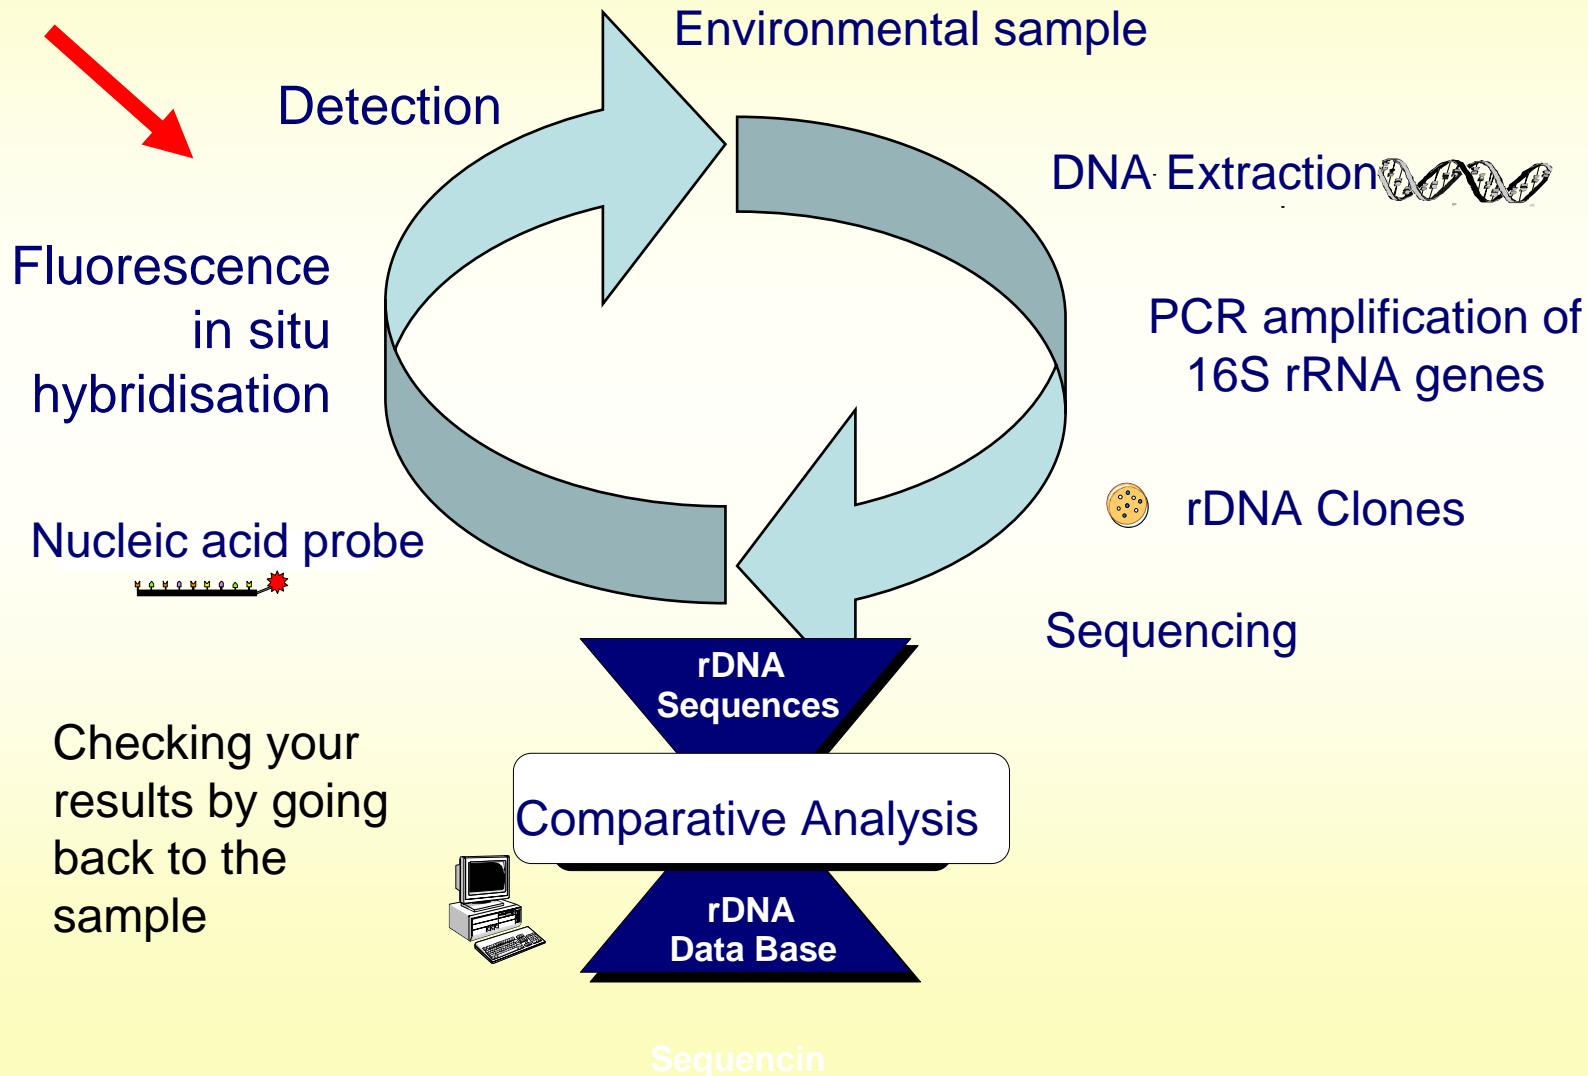 Environmental sample
Detection
DNA Extraction
Fluorescence
in situ
hybridisation
PCR amplification of
16S rRNA genes
rDNA Clones
Nucleic acid probe
Sequencing
rDNA
Sequences
Checking your
results by going
back to the
sample
Comparative Analysis
rDNA
Data Base
Sequencin